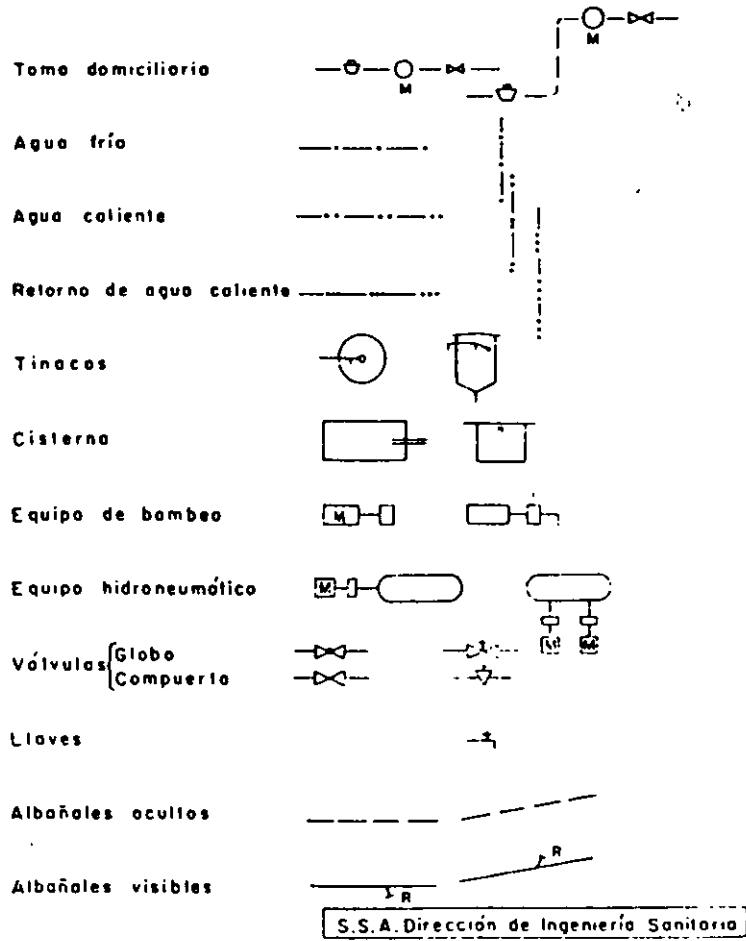 M
Toma domiciliaria
M
Agua fría
Agua caliente
Retorno de agua caliente
Tinacos
Cisterna
Equipo de bombeo
M
Equipo hidroneumático
M
M
M
Válvulas
Globo
Compuerta
Llaves
Albañales ocultos
Albañales visibles
R
R
S.S.A. Dirección de Ingeniería Sanitaria